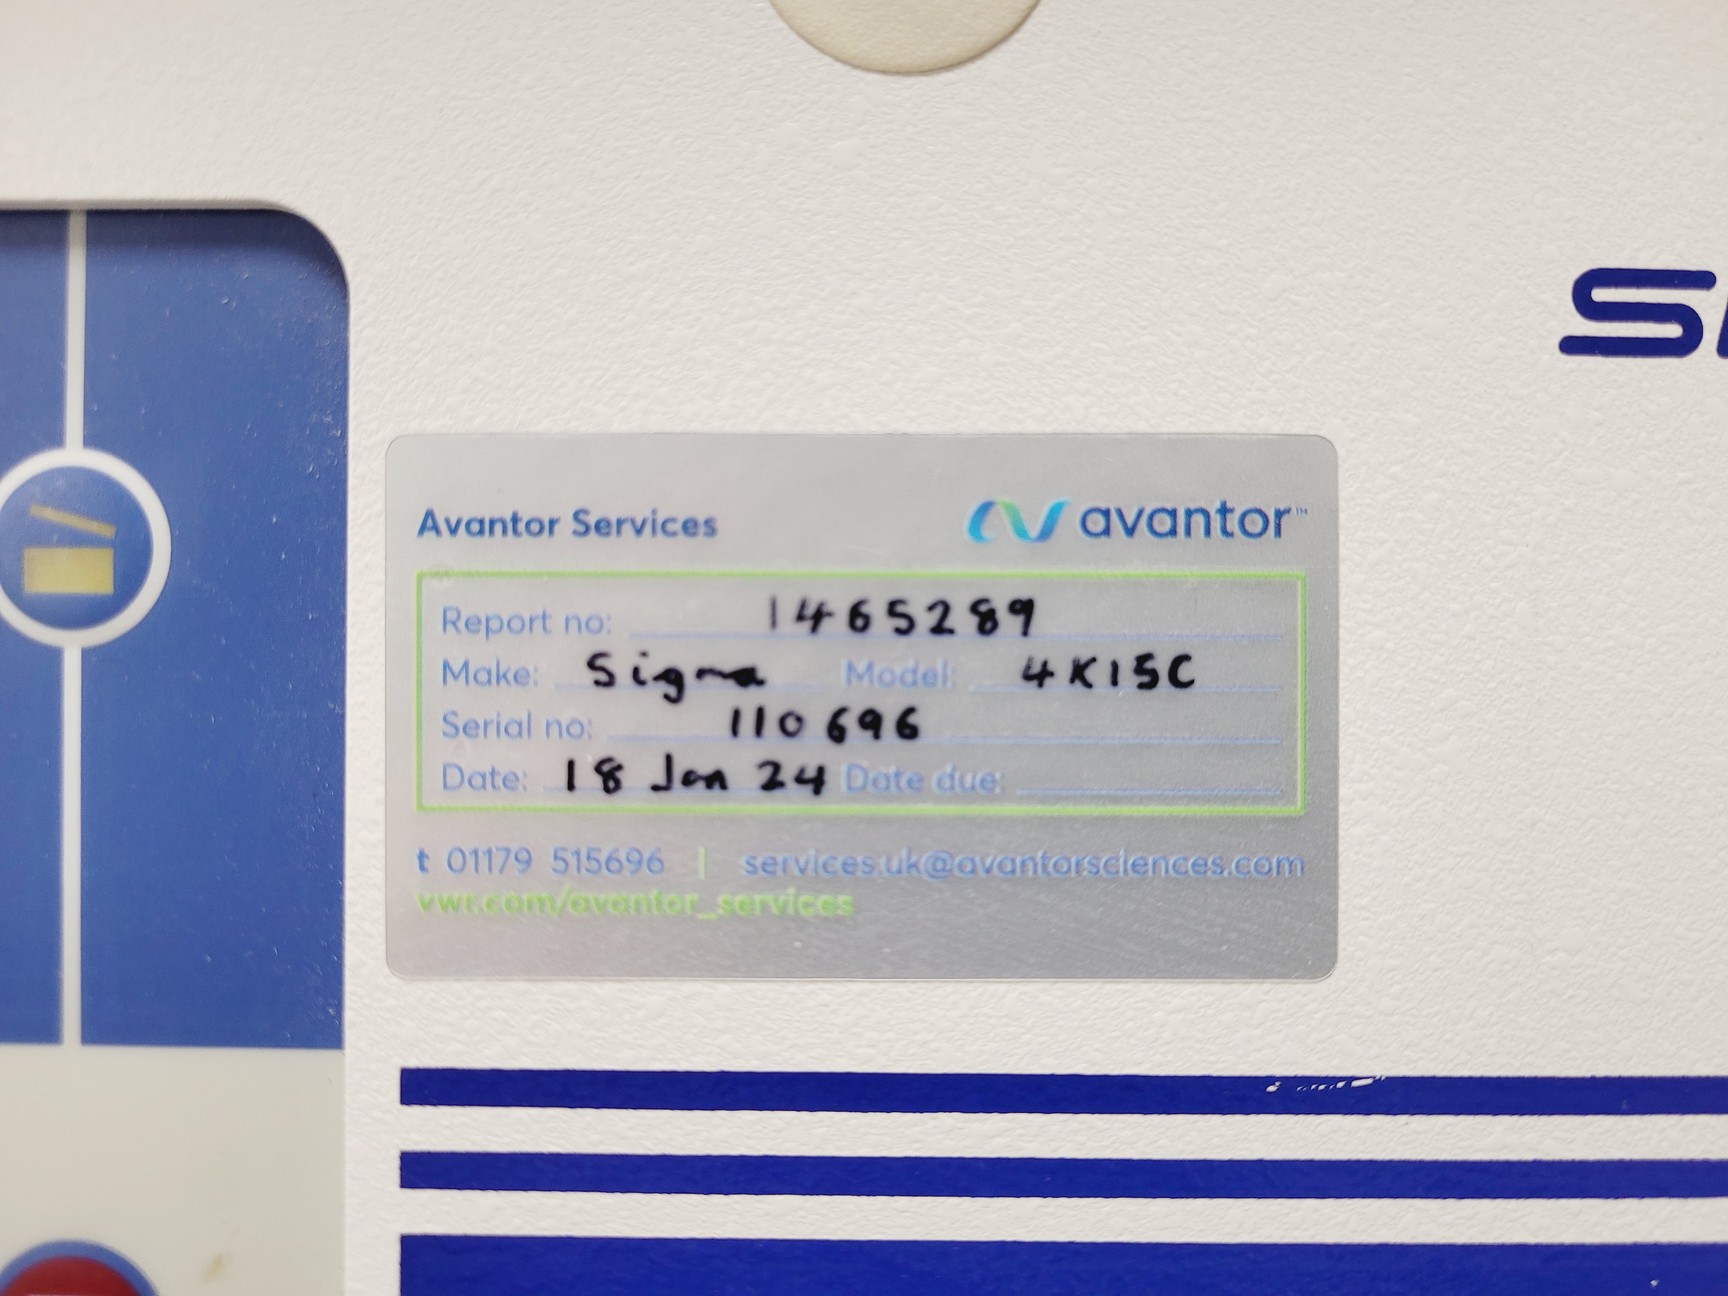 Avantor Services avantor™
Report no: 1465289
Make: Sigma Model: 4K15C
Serial no: 110696
Date: 18 Jan 24 Date due:
t 01179 515696 | services.uk@avantorsciences.com
vwr.com/avantor_services